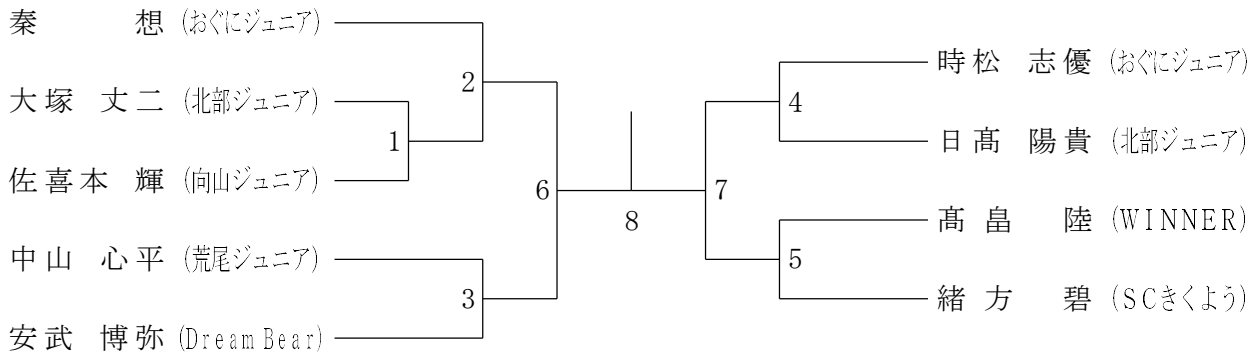 秦 想 (おぐにジュニア)
大塚 丈二 (北部ジュニア)
佐喜本 輝 (向山ジュニア)
中山 心平 (荒尾ジュニア)
安武 博弥 (Dream Bear)
1
2
3
6
8
7
4
5
時松 志優 (おぐにジュニア)
日髙 陽貴 (北部ジュニア)
髙畠 陸 (WINNER)
緒方 碧 (SCきくよう)